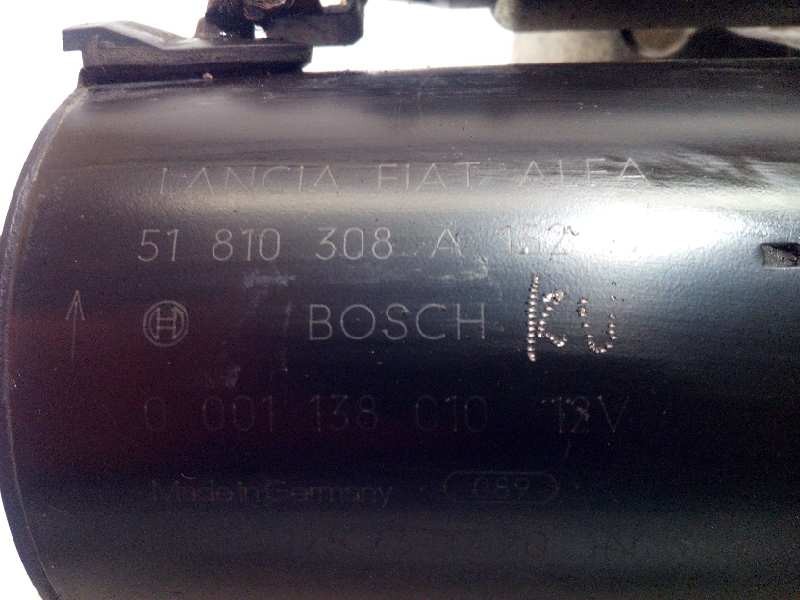 LANCIA FIAT ALFA
51 810 308 A
BOSCH
0 001 138 010 12V
Made in Germany